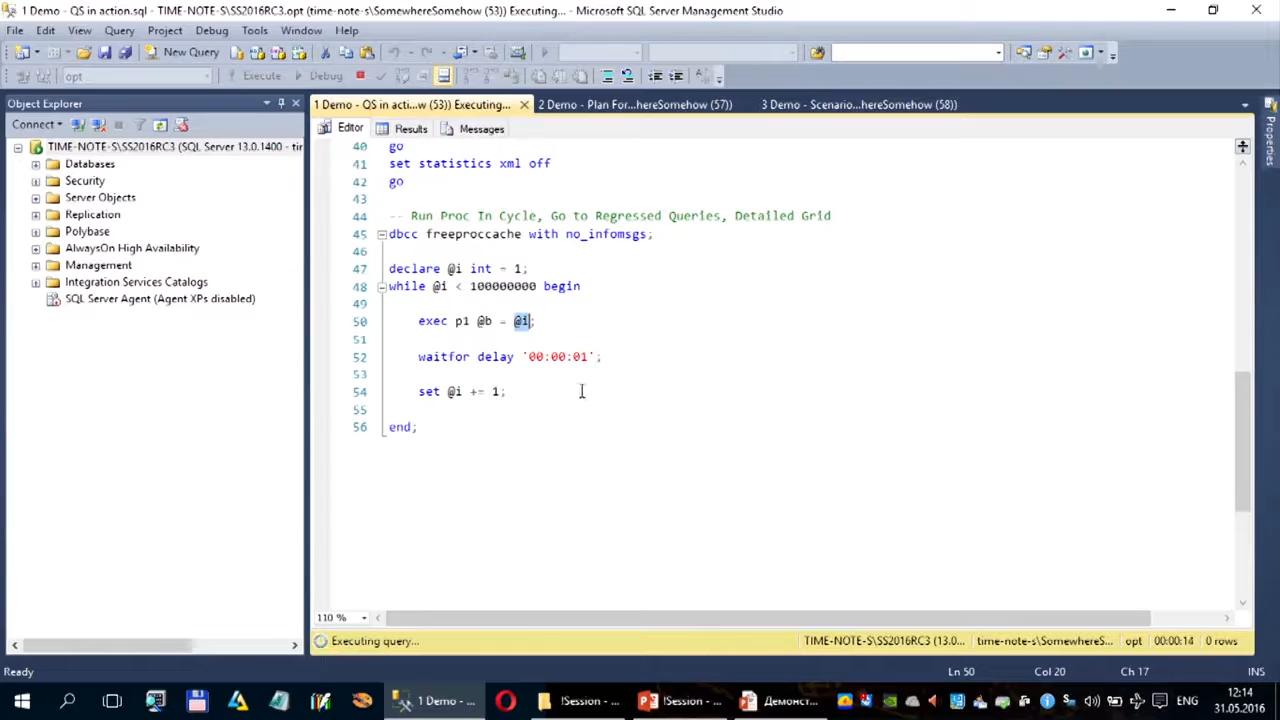 1 Demo - QS in action.sql - TIME-NOTE-S\SS2016RC3.opt (time-note-s\SomewhereSomehow (53)) Executing...* - Microsoft SQL Server Management Studio
File Edit View Query Project Debug Tools Window Help
New Query
opt Execute Debug
Object Explorer
1 Demo - QS in act...w (53)) Executing...* 2 Demo - Plan For...hereSomehow (57)) 3 Demo - Scenario...hereSomehow (58))
Connect
Editor Results Messages
TIME-NOTE-S\SS2016RC3 (SQL Server 13.0.1400 - tir
Databases
Security
Server Objects
Replication
Polybase
AlwaysOn High Availability
Management
Integration Services Catalogs
SQL Server Agent (Agent XPs disabled)
Properties
40 go
41 set statistics xml off
42 go
43
44 -- Run Proc In Cycle, Go to Regressed Queries, Detailed Grid
45 dbcc freeproccache with no_infomsgs;
46
47 declare @i int = 1;
48 while @i < 100000000 begin
49
50 exec p1 @b = @i;
51
52 waitfor delay '00:00:01';
53
54 set @i += 1;
55
56 end;
110 %
Executing query... TIME-NOTE-S\SS2016RC3 (13.0... time-note-s\SomewhereS... opt 00:00:14 0 rows
Ready Ln 50 Col 20 Ch 17 INS
1 Demo - ... !Session - ... !Session - ... Демонст... ENG 12:14
31.05.2016